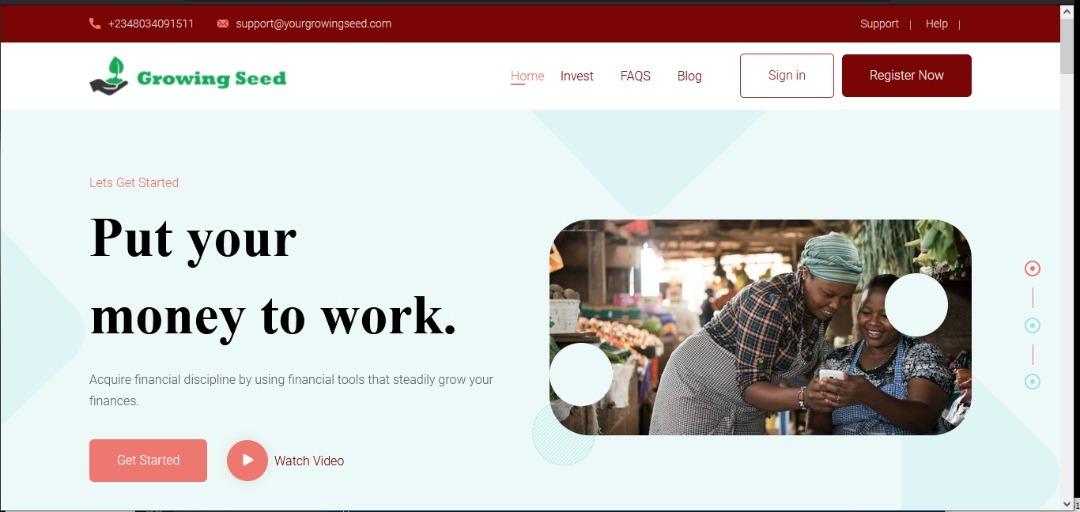 +2348034091511 support@yourgrowingseed.com Support | Help |
Growing Seed Home Invest FAQS Blog Sign in Register Now
Lets Get Started
Put your
money to work.
Acquire financial discipline by using financial tools that steadily grow your
finances.
Get Started Watch Video